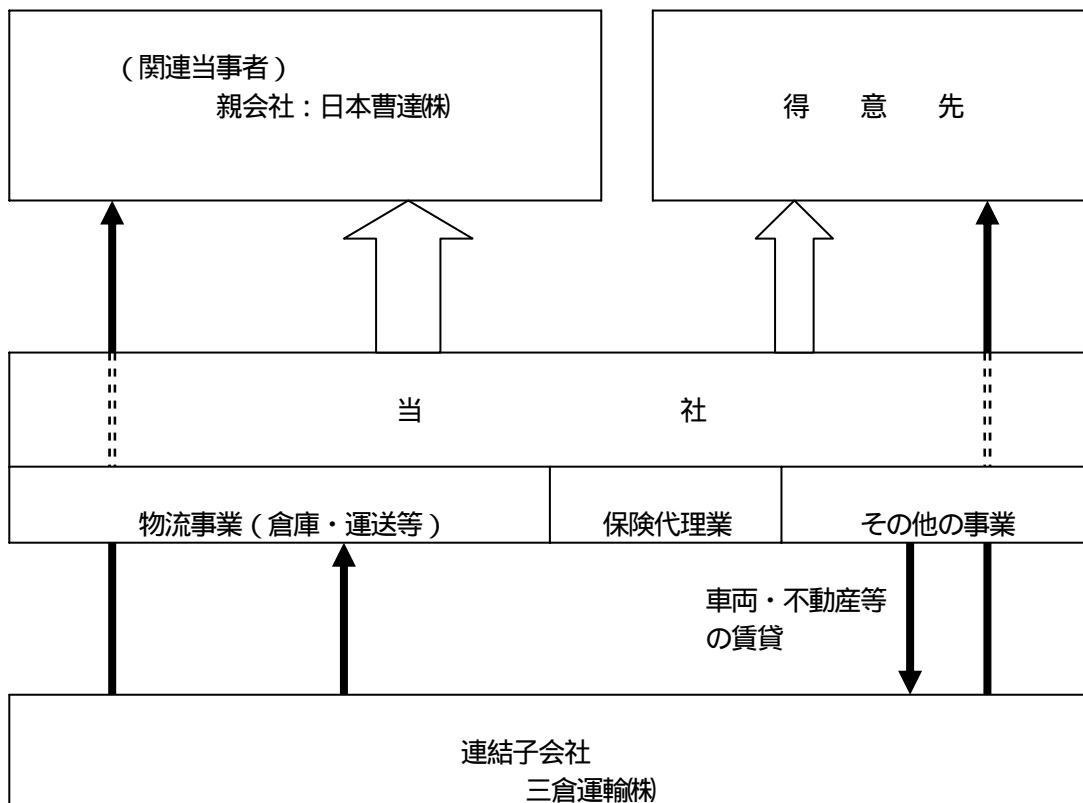 （関連当事者）
親会社：日本曹達㈱
得　意　先
当　社
物流事業（倉庫・運送等）
保険代理業
その他の事業
車両・不動産等
の賃貸
連結子会社
三倉運輸㈱